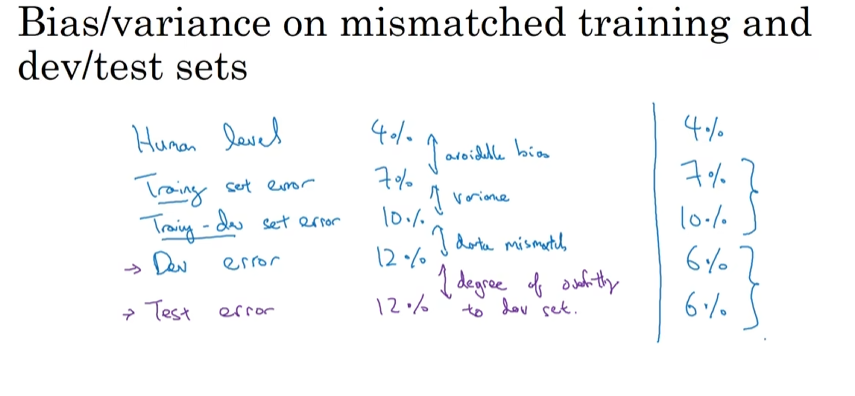 Bias/variance on mismatched training and
dev/test sets
Human level 4% 4%
avoidable bias
Training set error 7% 7%
variance
Training-dev set error 10% 10%
data mismatch
→ Dev error 12% 6%
degree of overfitting
→ Test error 12% to dev set. 6%